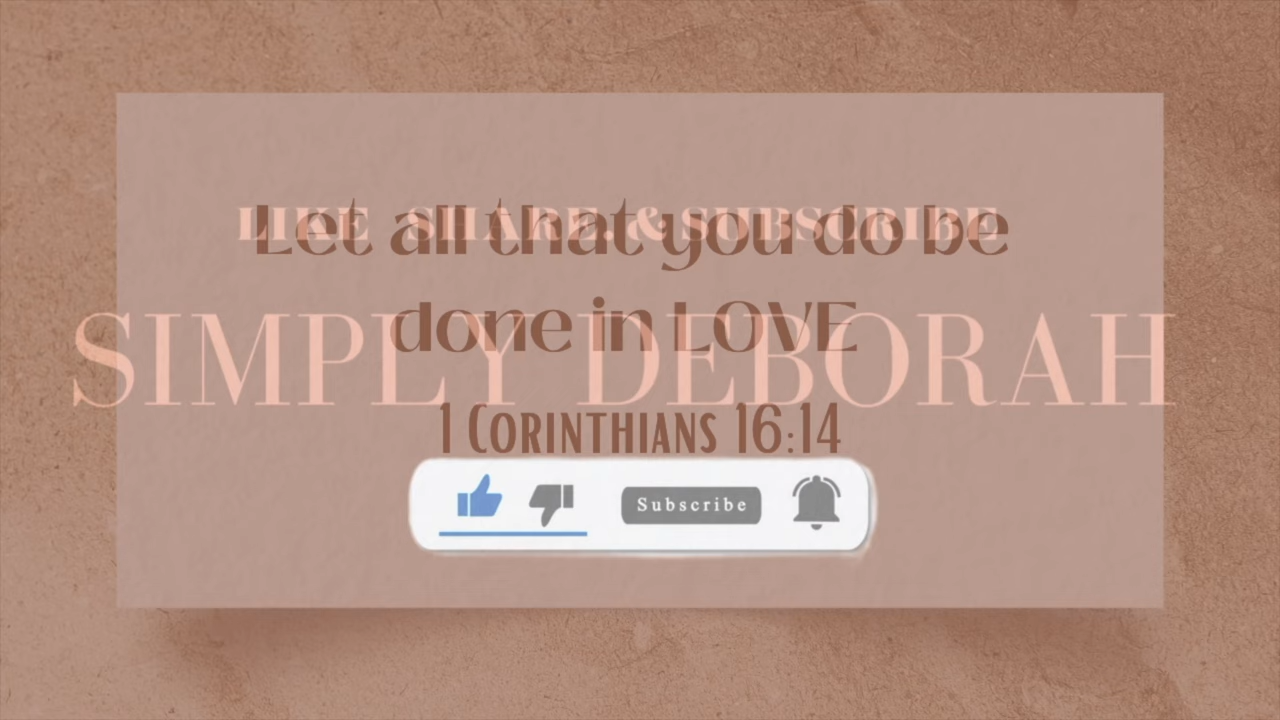 LIKE SHARE & SUBSCRIBE
Let all that you do be
done in LOVE
SIMPLY DEBORAH
1 CORINTHIANS 16:14
Subscribe